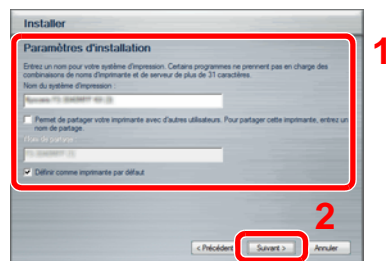 Installer
Paramètres d'installation
1
Entrez un nom pour votre système d'impression. Certains programmes ne prennent pas en charge des
combinaisons de noms d'imprimante et de serveur de plus de 31 caractères.
Nom du système d'impression :
Permet de partager votre imprimante avec d'autres utilisateurs. Pour partager cette imprimante, entrez un
nom de partage.
Définir comme imprimante par défaut
2
< Précédent Suivant > Annuler